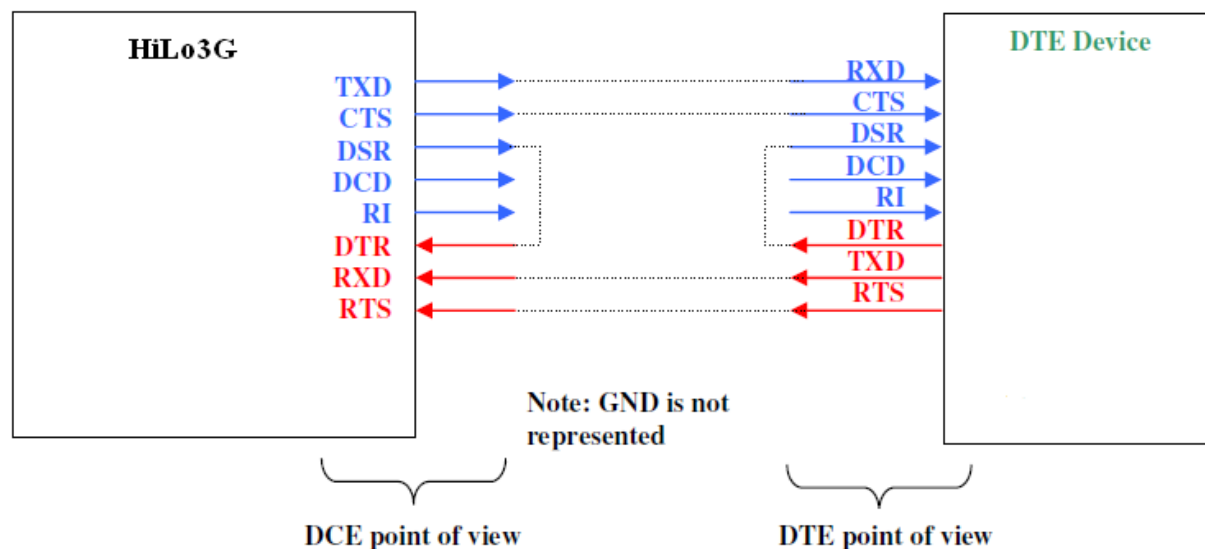 HiLo3G
TXD
CTS
DSR
DCD
RI
DTR
RXD
RTS
DTE Device
RXD
CTS
DSR
DCD
RI
DTR
TXD
RTS
Note: GND is not
represented
DCE point of view
DTE point of view